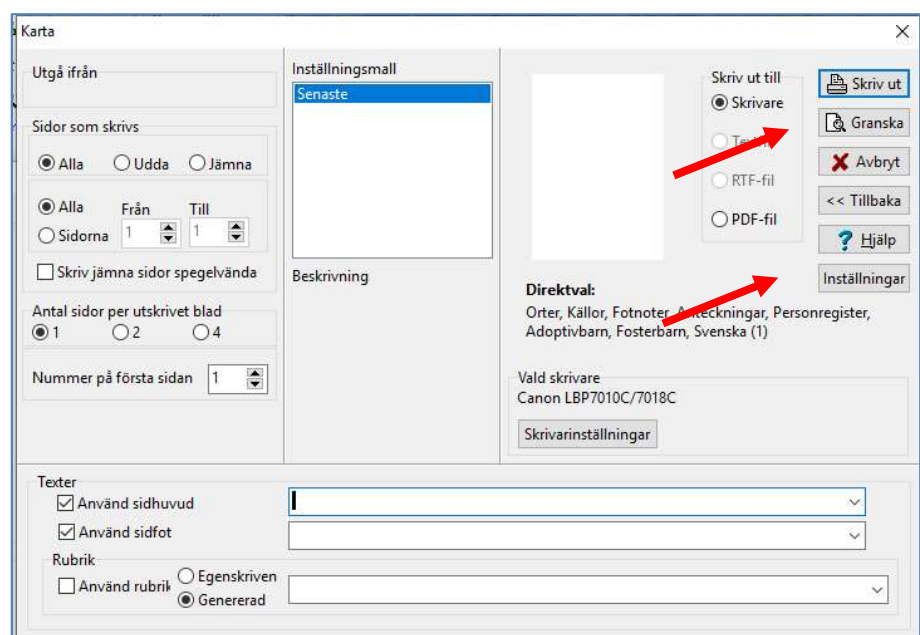 Karta
Utgå ifrån
Sidor som skrivs
Alla Udda Jämna
Alla Från Till
Sidorna 1 1
Skriv jämna sidor spegelvända
Antal sidor per utskrivet blad
1 2 4
Nummer på första sidan 1
Inställningsmall
Senaste
Beskrivning
Skriv ut till
Skrivare
RTF-fil
PDF-fil
Skriv ut
Granska
Avbryt
<< Tillbaka
Hjälp
Inställningar
Direktval:
Orter, Källor, Fotnoter, Anteckningar, Personregister,
Adoptivbarn, Fosterbarn, Svenska (1)
Vald skrivare
Canon LBP7010C/7018C
Skrivarinställningar
Texter
Använd sidhuvud
Använd sidfot
Rubrik
Använd rubrik Egenskriven
Genererad